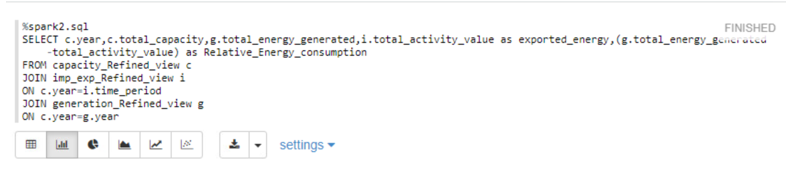 %spark2.sql
FINISHED
SELECT c.year,c.total_capacity,g.total_energy_generated,i.total_activity_value as exported_energy,(g.total_energy_generated
-total_activity_value) as Relative_Energy_consumption
FROM capacity_Refined_view c
JOIN imp_exp_Refined_view i
ON c.year=i.time_period
JOIN generation_Refined_view g
ON c.year=g.year
settings